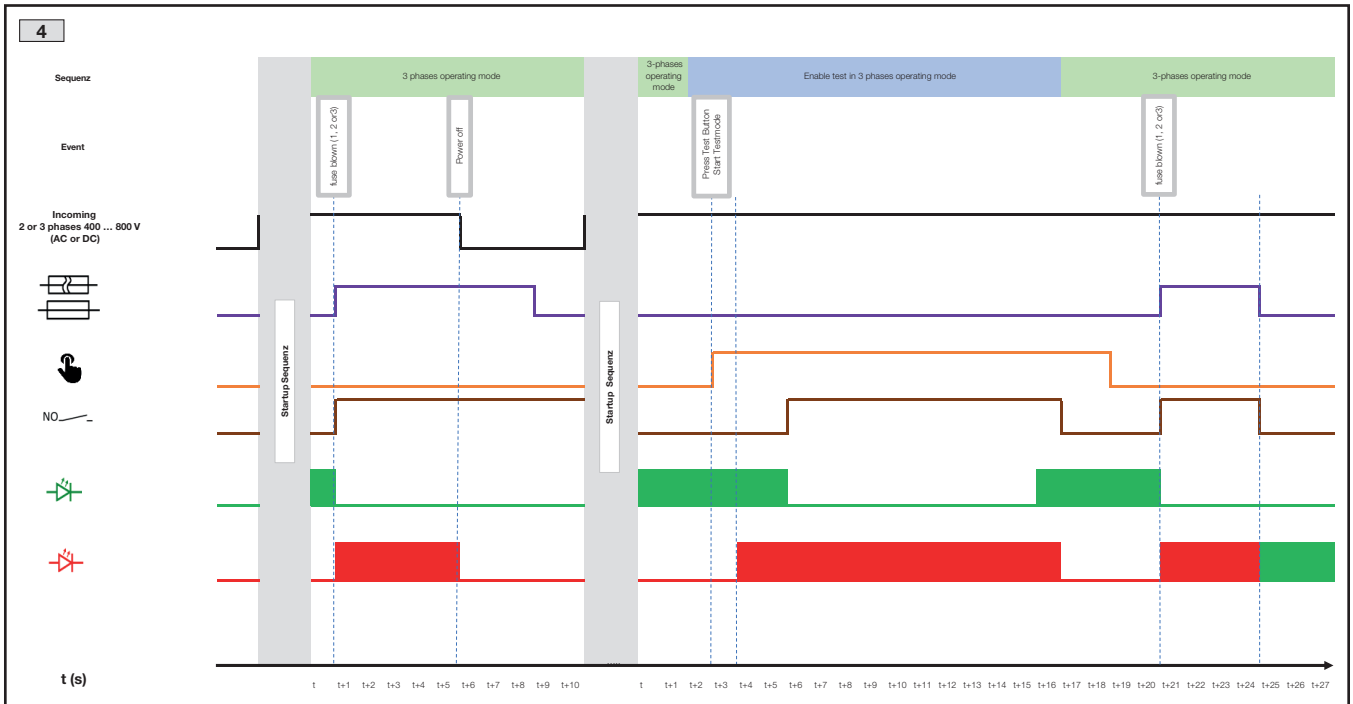 4
Sequenz
3 phases operating mode
3-phases
operating
mode
Enable test in 3 phases operating mode
3-phases operating mode
Event
fuse blown (1, 2 or3)
Power off
Press Test Button
Start Testmode
fuse blown (1, 2 or3)
Incoming
2 or 3 phases 400 ... 800 V
(AC or DC)
Startup Sequenz
Startup Sequenz
NO
.....
t (s)
t t+1 t+2 t+3 t+4 t+5 t+6 t+7 t+8 t+9 t+10
t t+1 t+2 t+3 t+4 t+5 t+6 t+7 t+8 t+9 t+10 t+11 t+12 t+13 t+14 t+15 t+16 t+17 t+18 t+19 t+20 t+21 t+22 t+23 t+24 t+25 t+26 t+27